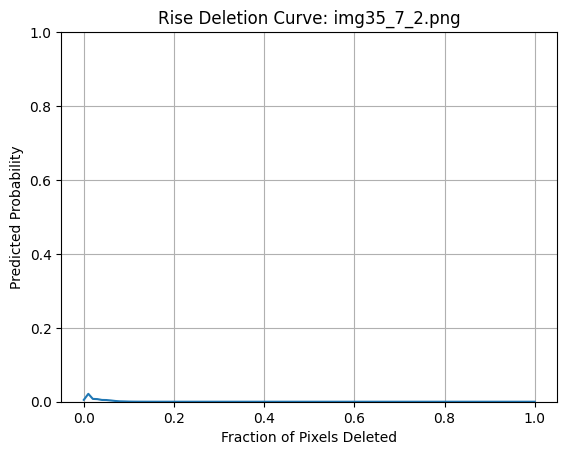 Rise Deletion Curve: img35_7_2.png
1.0
0.8
0.6
0.4
0.2
0.0
Predicted Probability
0.0 0.2 0.4 0.6 0.8 1.0
Fraction of Pixels Deleted